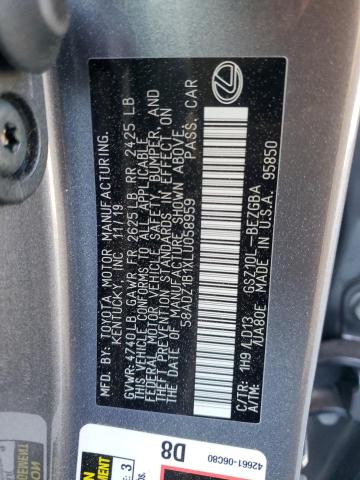 MFD. BY: TOYOTA MOTOR MANUFACTURING,
KENTUCKY, INC 11/19
GVWR 4740 LB GAWR FR 2625 LB RR 2425 LB
THIS VEHICLE CONFORMS TO ALL APPLICABLE
FEDERAL MOTOR VEHICLE SAFETY, BUMPER, AND
THEFT PREVENTION STANDARDS IN EFFECT ON
THE DATE OF MANUFACTURE SHOWN ABOVE.
58ADZ1B1XLU058959 PASS. CAR
C/TR: 1H9 LD13 GSZ10L-BEZGBA
A/TM: /UA80E MADE IN U.S.A. 95850
D8
42661-06C80
3